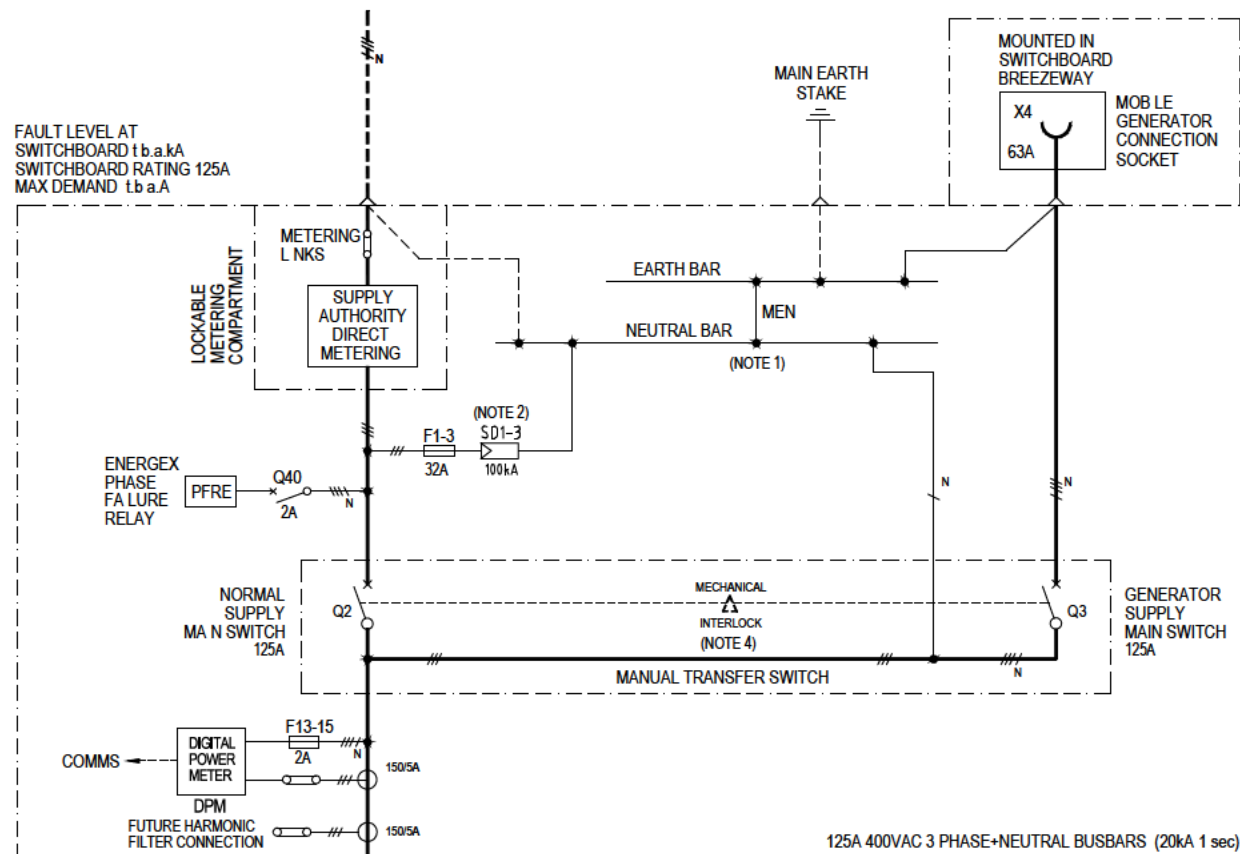 N
MOUNTED IN
SWITCHBOARD
BREEZEWAY
X4
63A
MOB LE
GENERATOR
CONNECTION
SOCKET
MAIN EARTH
STAKE
FAULT LEVEL AT
SWITCHBOARD t b.a.kA
SWITCHBOARD RATING 125A
MAX DEMAND t.b a.A
LOCKABLE
METERING
COMPARTMENT
METERING
L NKS
SUPPLY
AUTHORITY
DIRECT
METERING
EARTH BAR
MEN
NEUTRAL BAR
(NOTE 1)
(NOTE 2)
F1-3
SD1-3
32A
100kA
ENERGEX
PHASE
FA LURE
RELAY
PFRE
Q40
2A
N
N
N
NORMAL
SUPPLY
MA N SWITCH
125A
Q2
MECHANICAL
INTERLOCK
(NOTE 4)
Q3
GENERATOR
SUPPLY
MAIN SWITCH
125A
N
MANUAL TRANSFER SWITCH
F13-15
2A
N
COMMS
DIGITAL
POWER
METER
150/5A
DPM
FUTURE HARMONIC
FILTER CONNECTION
150/5A
125A 400VAC 3 PHASE+NEUTRAL BUSBARS (20kA 1 sec)